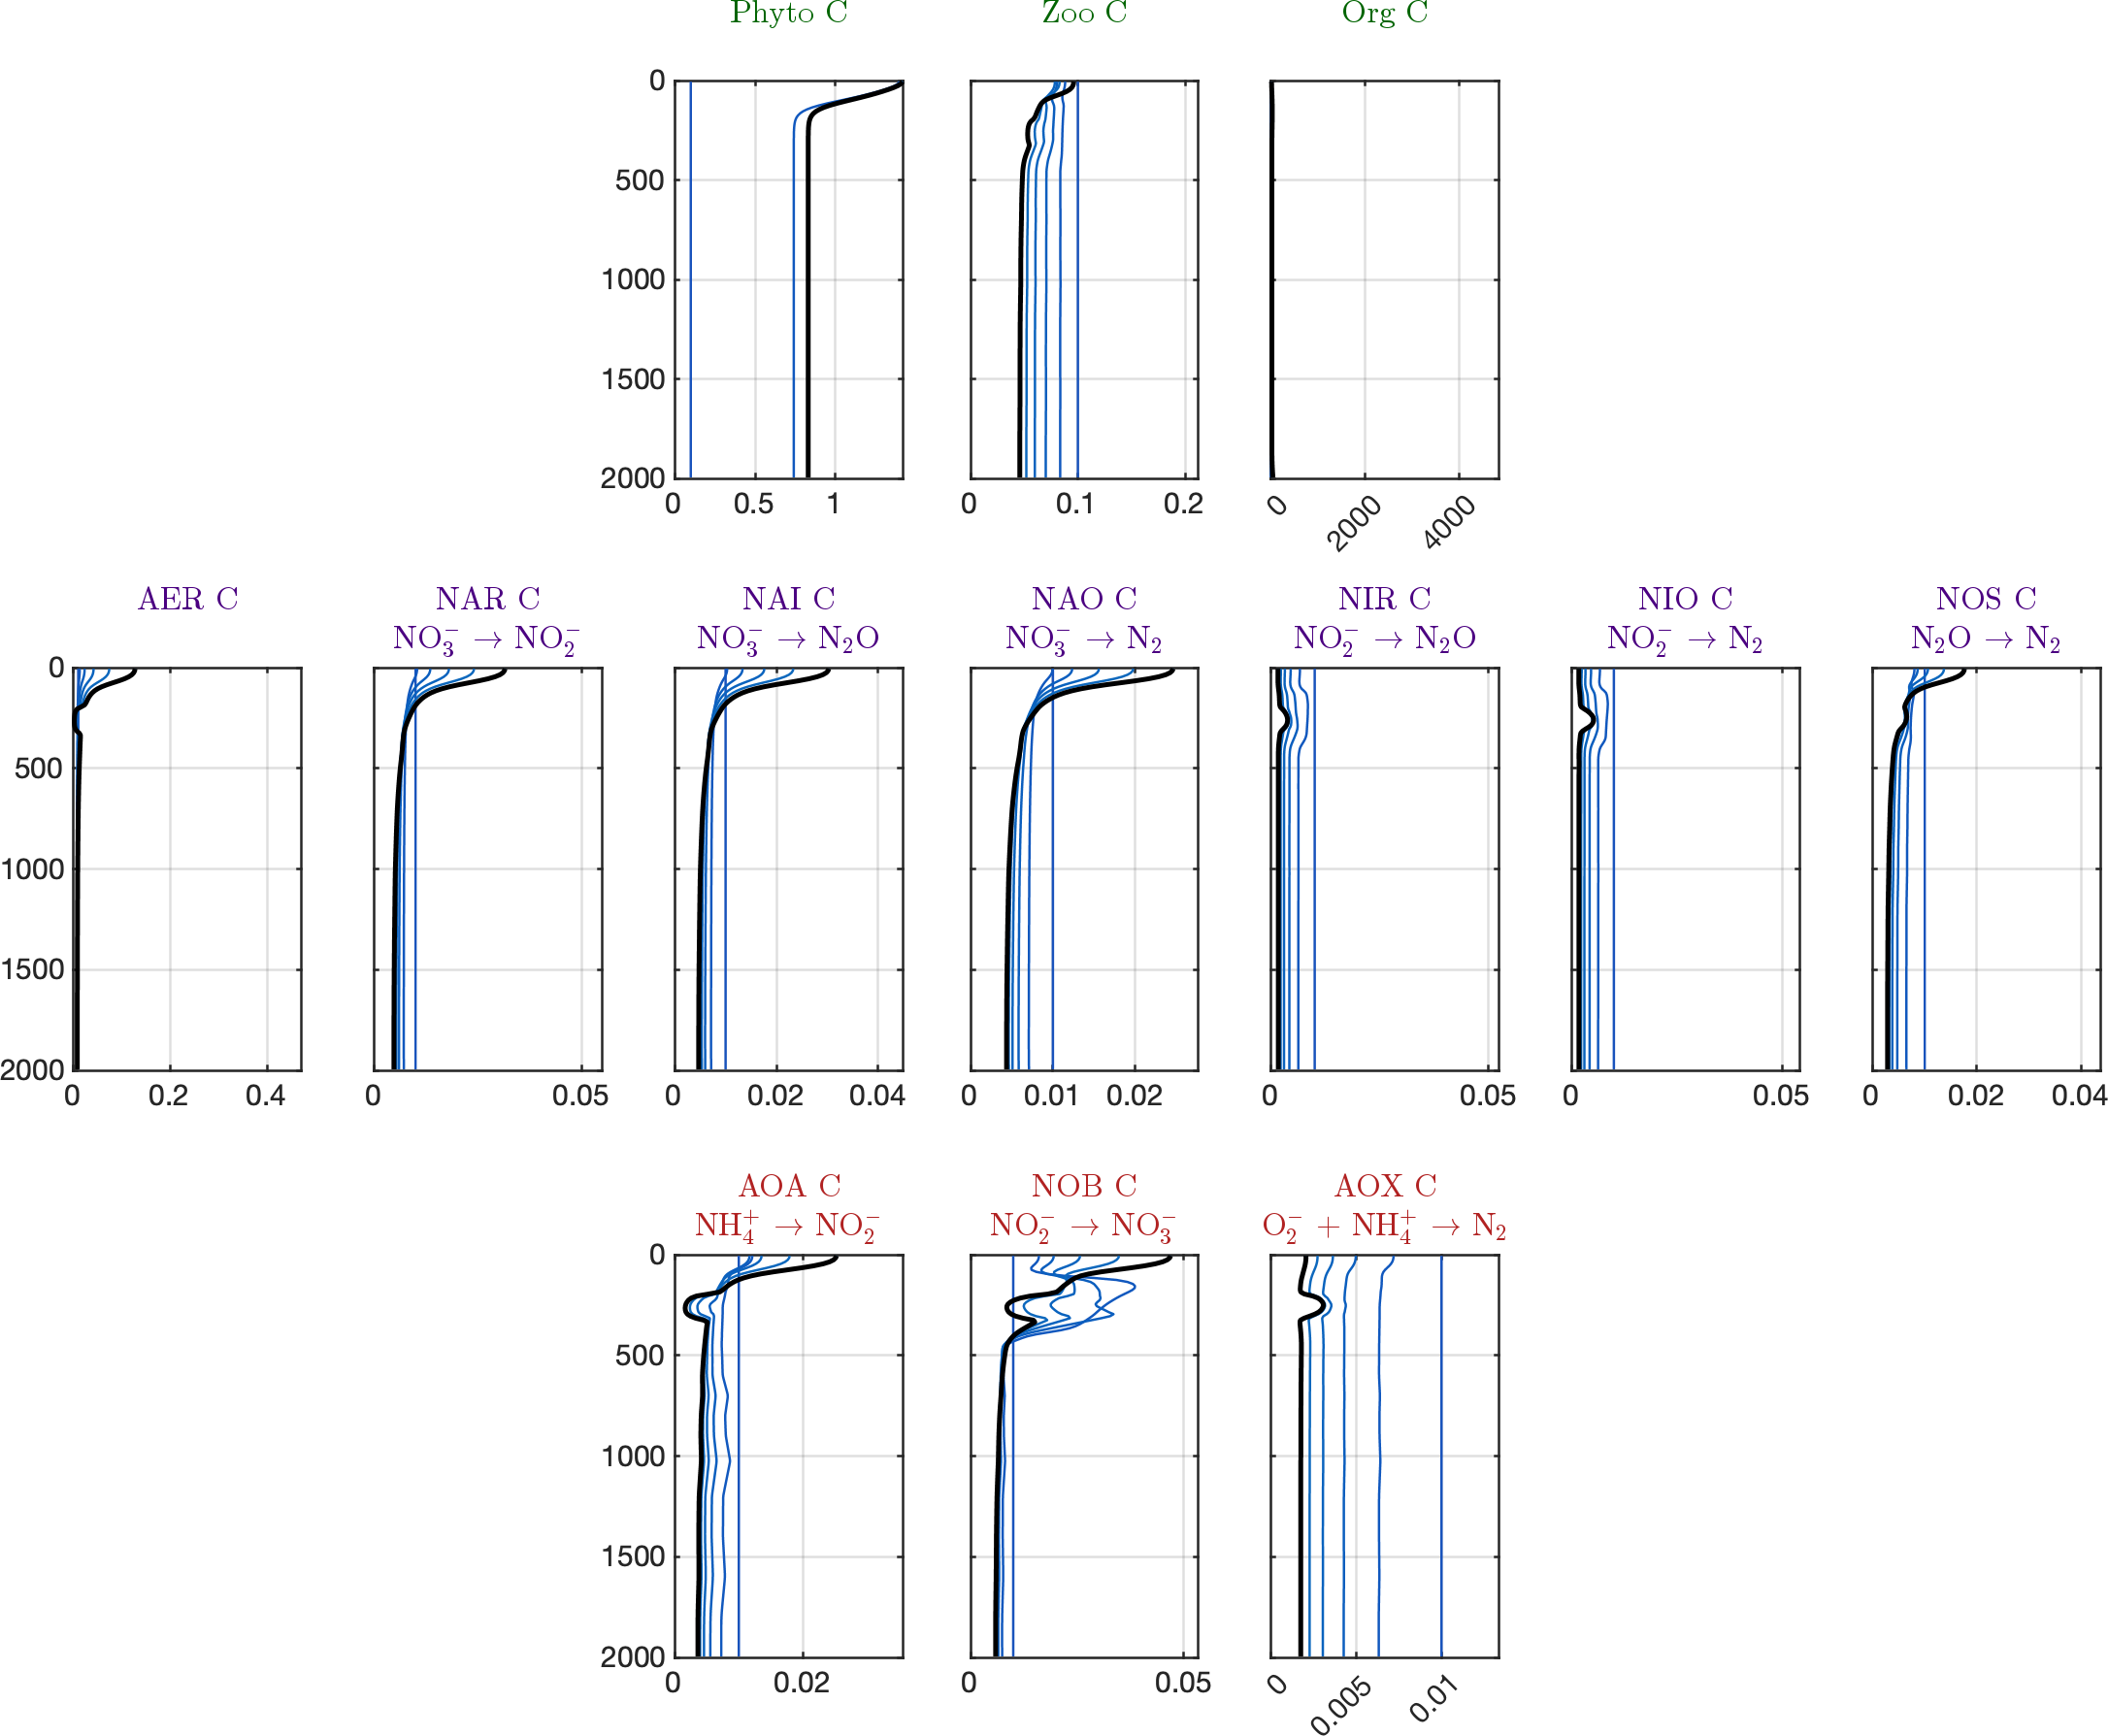 Phyto C Zoo C Org C
0
500
1000
1500
2000
0 0.5 1 0 0.1 0.2 0 2000 4000
AER C NAR C NAI C NAO C NIR C NIO C NOS C
NO₃⁻ → NO₂⁻ NO₃⁻ → N₂O NO₃⁻ → N₂ NO₂⁻ → N₂O NO₂⁻ → N₂ N₂O → N₂
0
500
1000
1500
2000
0 0.2 0.4 0 0.05 0 0.02 0.04 0 0.01 0.02 0 0.05 0 0.05 0 0.02 0.04
AOA C NOB C AOX C
NH₄⁺ → NO₂⁻ NO₂⁻ → NO₃⁻ O₂⁻ + NH₄⁺ → N₂
0
500
1000
1500
2000
0 0.02 0 0.05 0 0.005 0.01